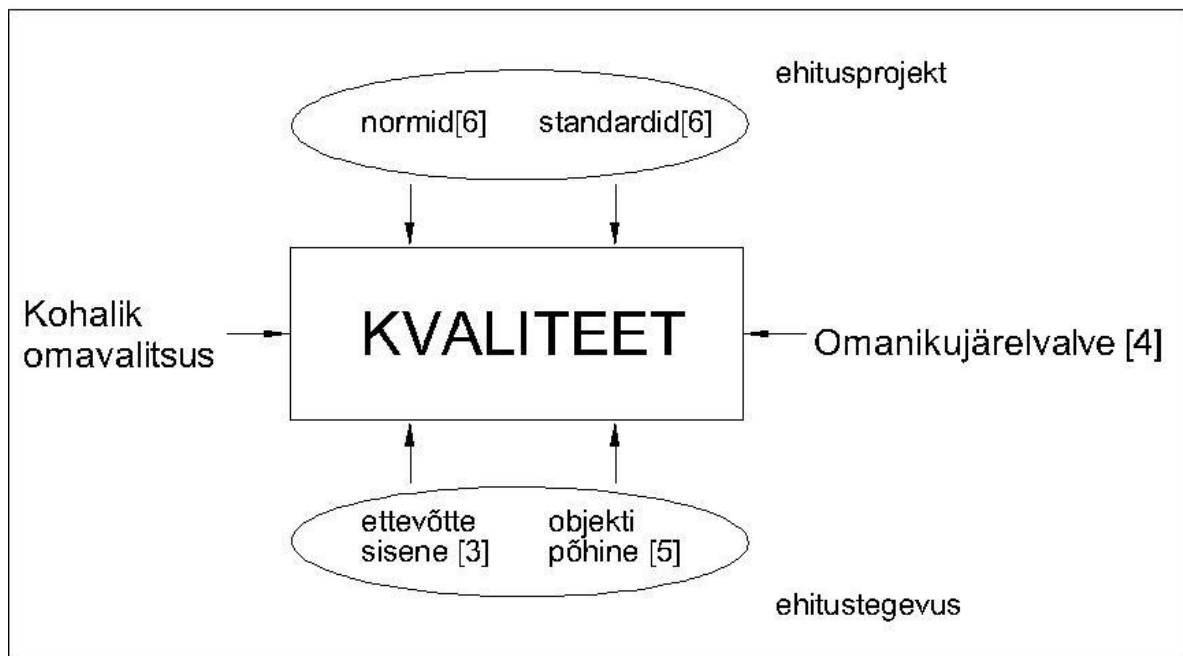 ehitusprojekt
normid[6] standardid[6]
Kohalik
omavalitsus
KVALITEET
Omanikujärelvalve [4]
ettevõtte
sisene [3]
objekti
põhine [5]
ehitustegevus